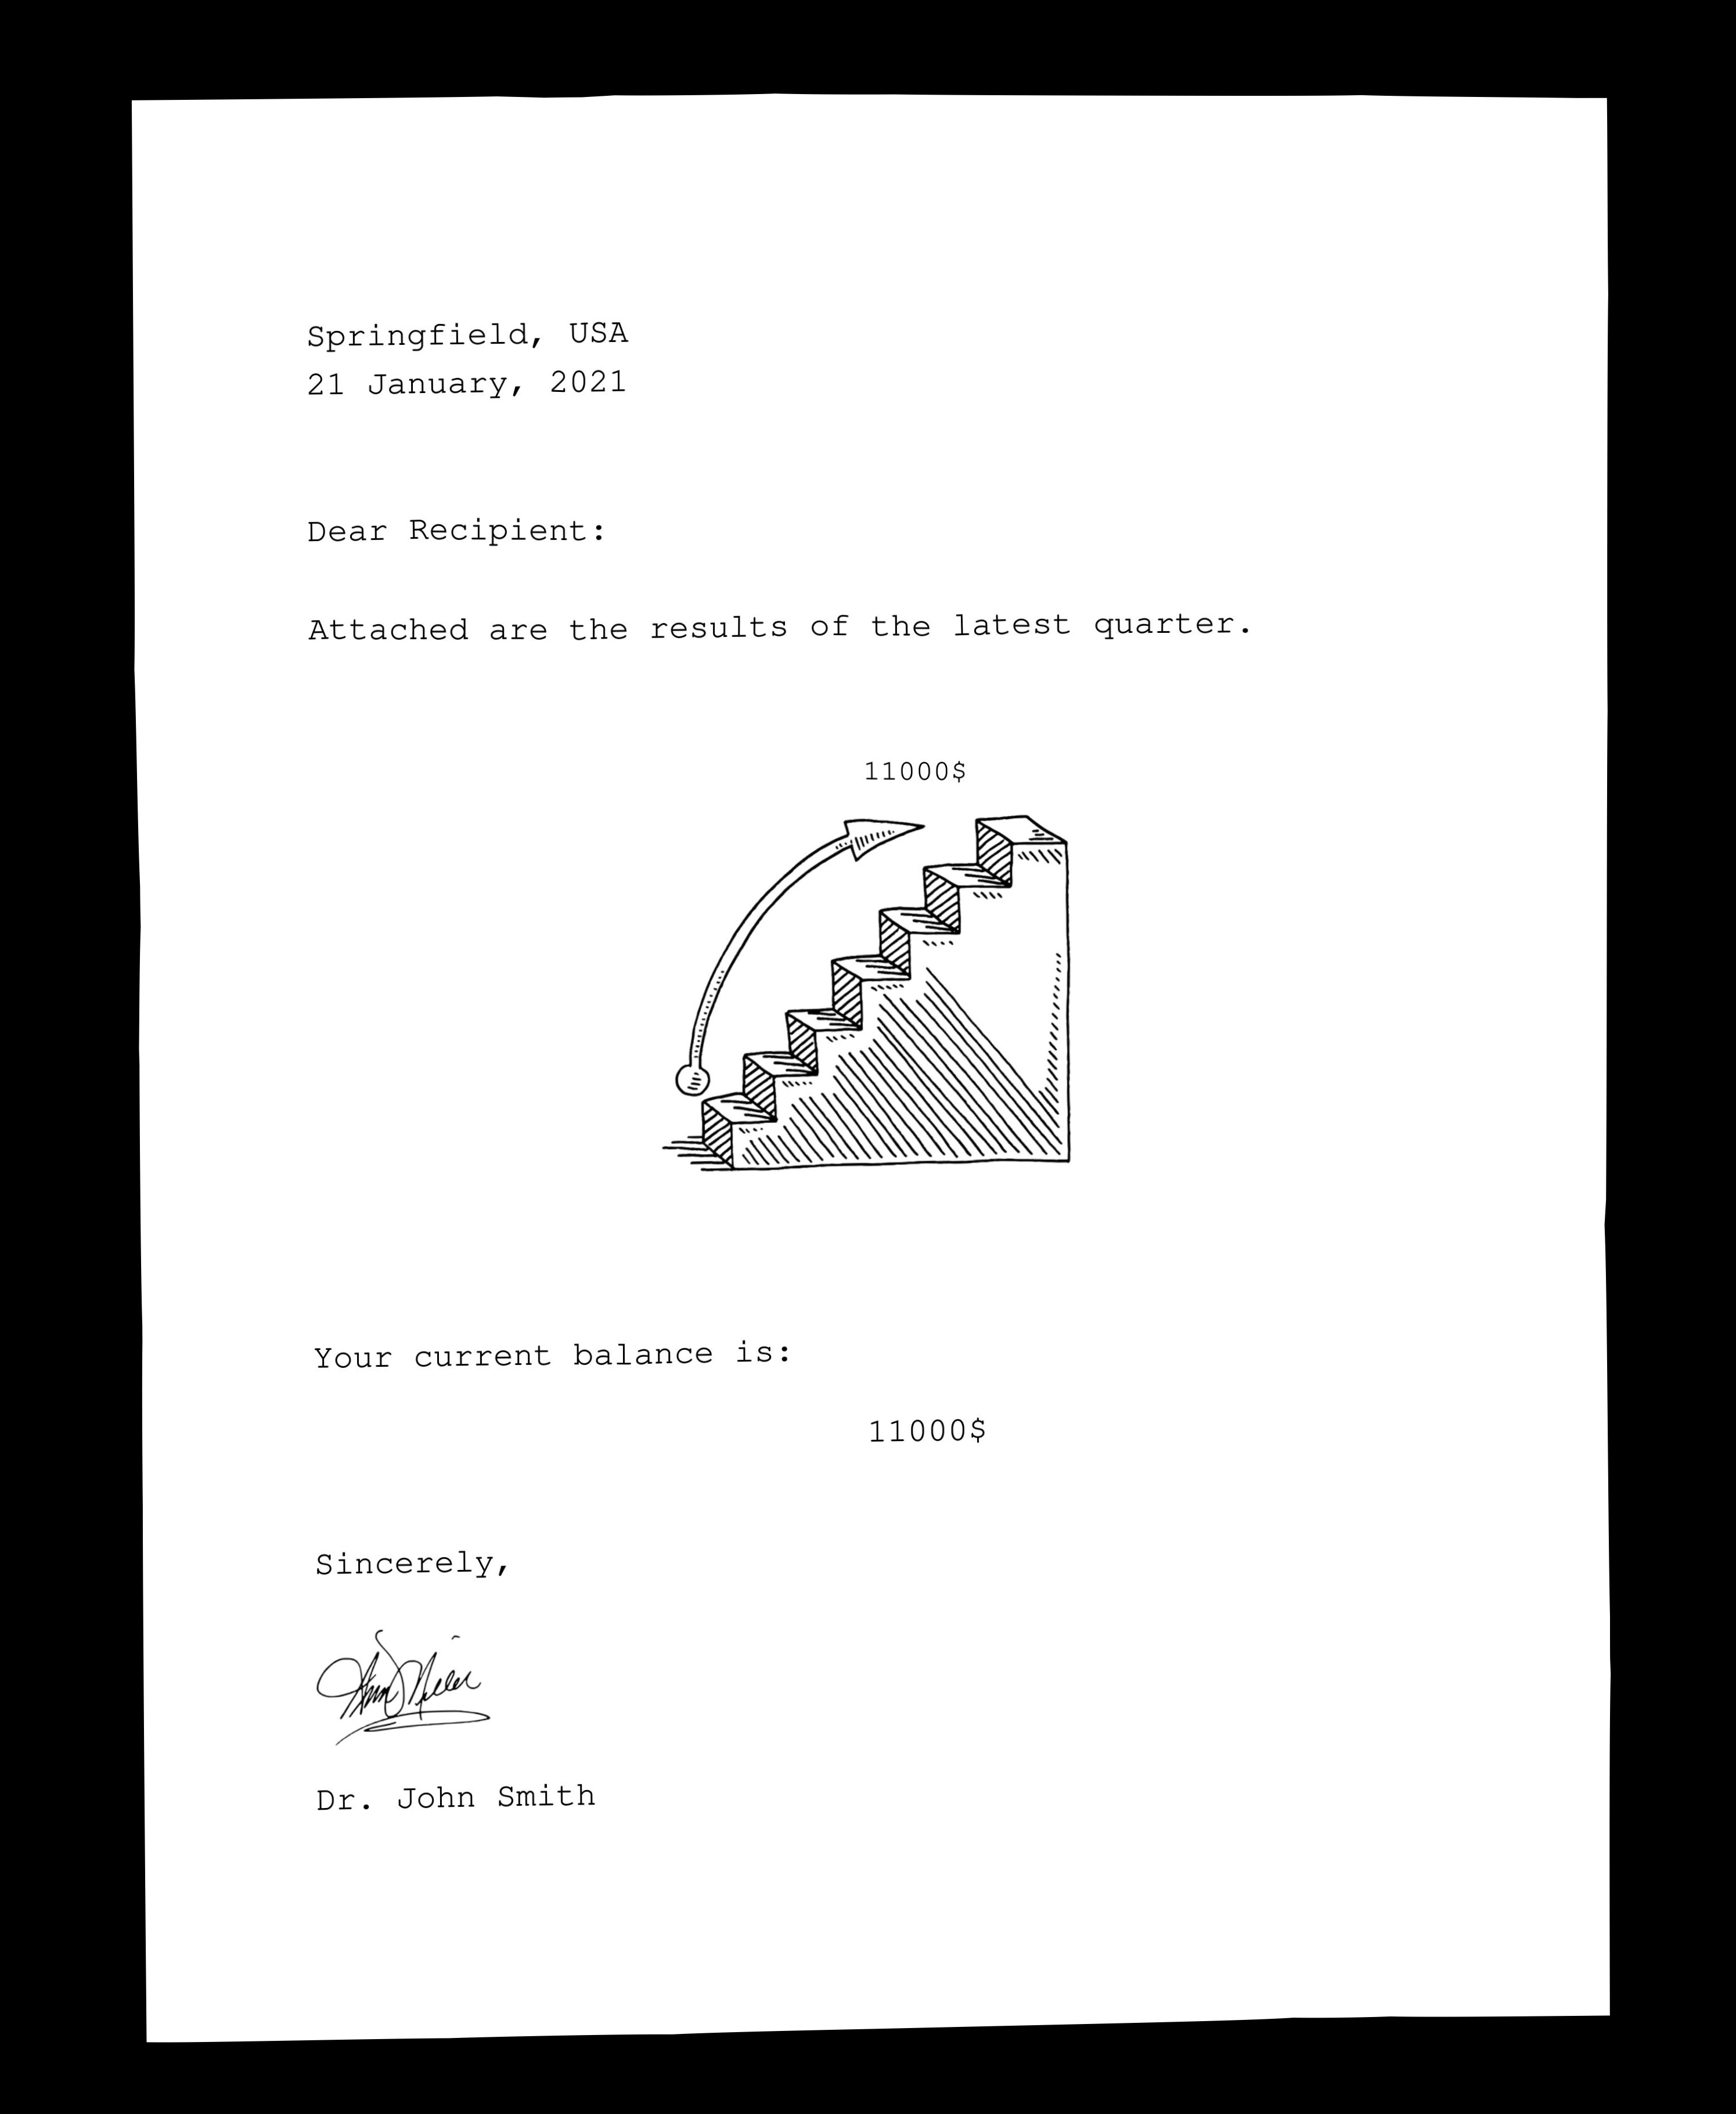 Springfield, USA
21 January, 2021
Dear Recipient:
Attached are the results of the latest quarter.
11000$
Your current balance is:
11000$
Sincerely,
Dr. John Smith